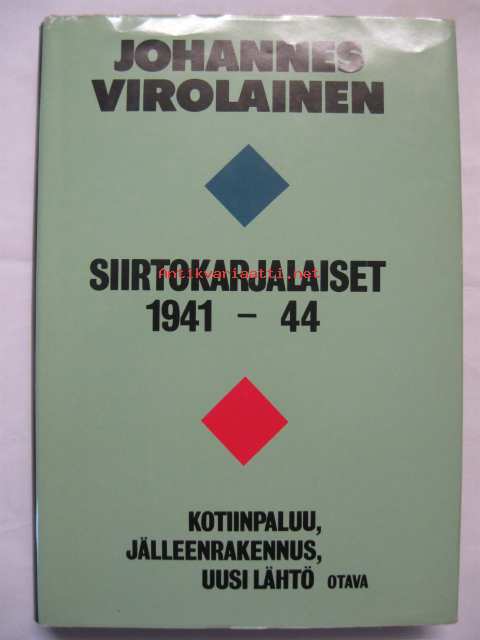 JOHANNES
VIROLAINEN
SIIRTOKARJALAISET
Antikvariaatti.net
1941 – 44
KOTIINPALUU,
JÄLLEENRAKENNUS,
UUSI LÄHTÖ OTAVA